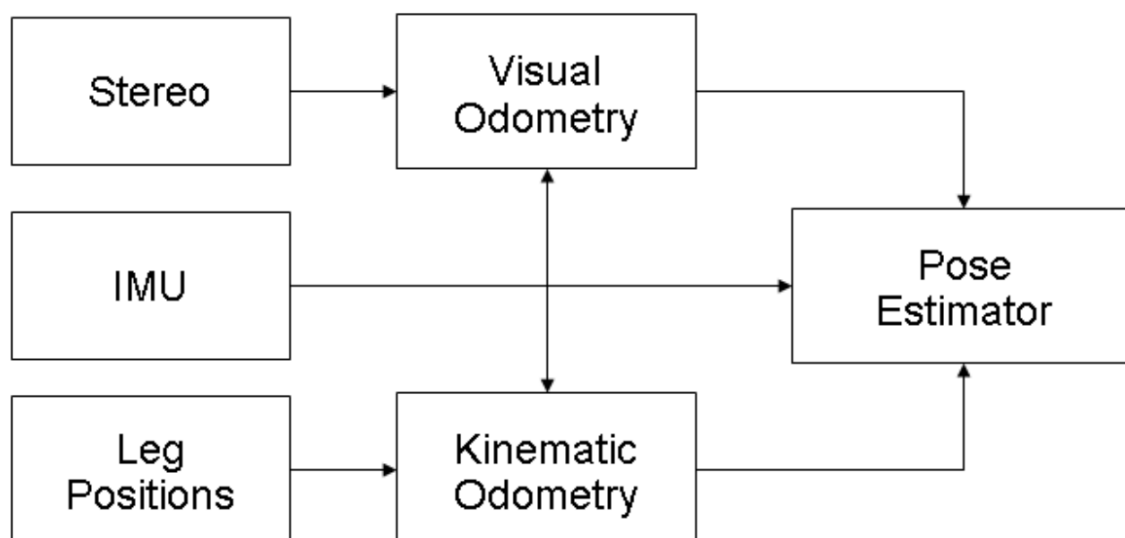 Stereo
Visual
Odometry
IMU
Pose
Estimator
Leg
Positions
Kinematic
Odometry